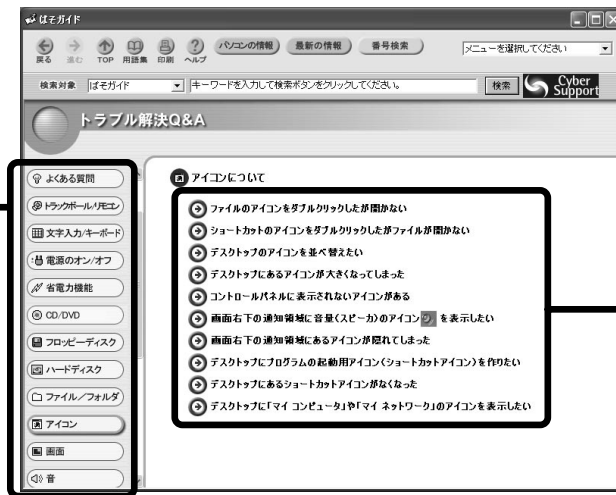 ぱそガイド
戻る 進む TOP 用語集 印刷 ヘルプ パソコンの情報 最新の情報 番号検索 メニューを選択してください
検索対象 ぱそガイド キーワードを入力して検索ボタンをクリックしてください。 検索 Cyber Support
トラブル解決Q&A
よくある質問
トラックボール/リモコン
文字入力/キーボード
電源のオン/オフ
省電力機能
CD/DVD
フロッピーディスク
ハードディスク
ファイル/フォルダ
アイコン
画面
音
アイコンについて
ファイルのアイコンをダブルクリックしたが開かない
ショートカットのアイコンをダブルクリックしたがファイルが開かない
デスクトップのアイコンを並べ替えたい
デスクトップにあるアイコンが大きくなってしまった
コントロールパネルに表示されないアイコンがある
画面右下の通知領域に音量(スピーカ)のアイコン を表示したい
画面右下の通知領域にあるアイコンが隠れてしまった
デスクトップにプログラムの起動用アイコン(ショートカットアイコン)を作りたい
デスクトップにあるショートカットアイコンがなくなった
デスクトップに「マイ コンピュータ」や「マイ ネットワーク」のアイコンを表示したい